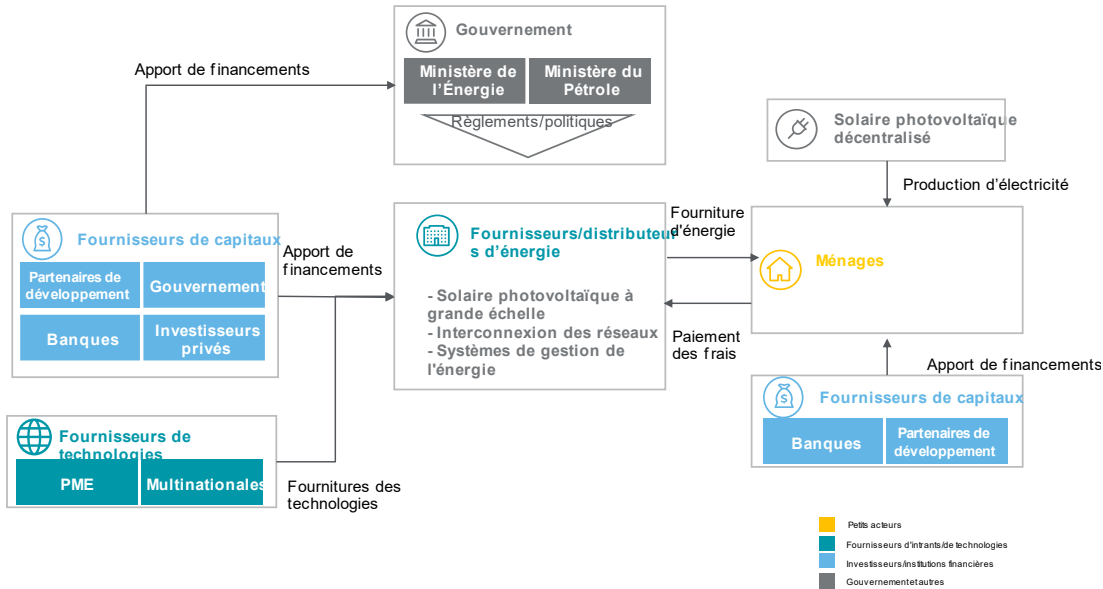 Gouvernement
Ministère de
l'Énergie
Ministère du
Pétrole
Règlements/politiques
Apport de financements
Solaire photovoltaïque
décentralisé
Production d'électricité
Fournisseurs de capitaux
Partenaires de
développement
Gouvernement
Banques
Investisseurs
privés
Apport de
financements
Fournisseurs/distributeur
s d'énergie
- Solaire photovoltaïque à
grande échelle
- Interconnexion des réseaux
- Systèmes de gestion de
l'énergie
Fourniture
d'énergie
Paiement
des frais
Ménages
Apport de financements
Fournisseurs de capitaux
Banques
Partenaires de
développement
Fournisseurs de
technologies
PME
Multinationales
Fournitures des
technologies
Petits acteurs
Fournisseurs d'intrants/de technologies
Investisseurs/institutions financières
Gouvernement et autres